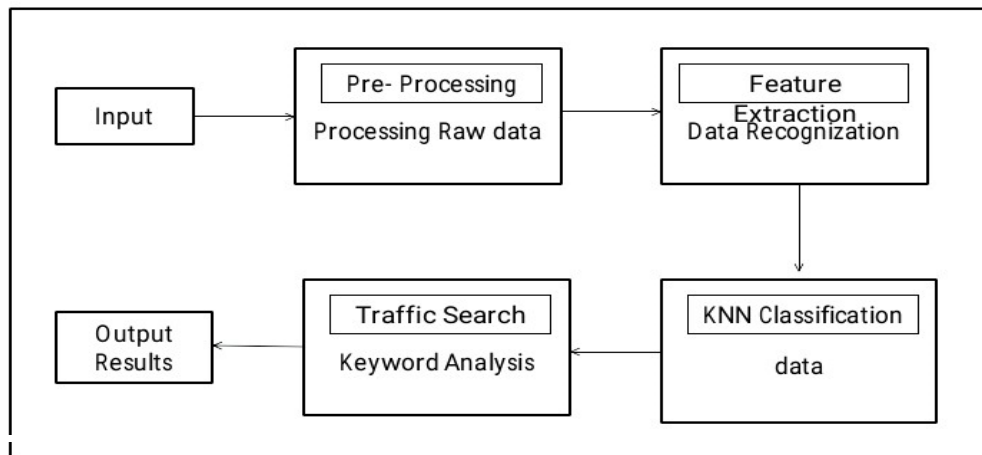 Input
Pre- Processing
Processing Raw data
Feature
Extraction
Data Recognization
KNN Classification
data
Traffic Search
Keyword Analysis
Output
Results